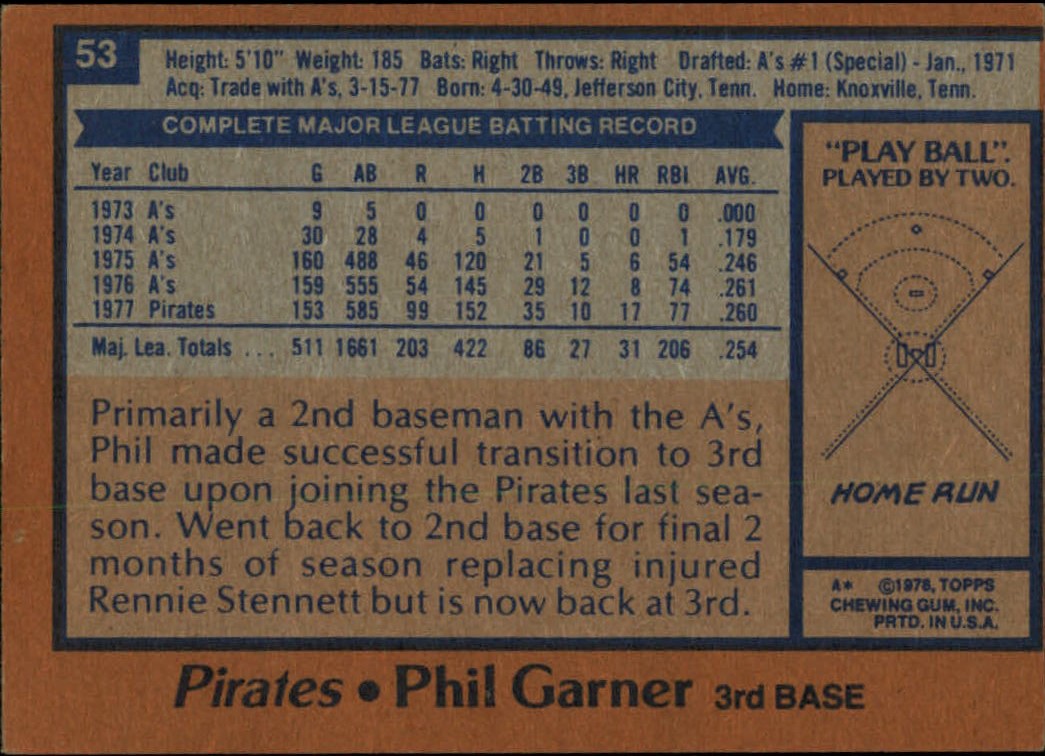 53
Height: 5'10" Weight: 185 Bats: Right Throws: Right Drafted: A's #1 (Special) - Jan., 1971
Acq: Trade with A's, 3-15-77 Born: 4-30-49, Jefferson City, Tenn. Home: Knoxville, Tenn.
COMPLETE MAJOR LEAGUE BATTING RECORD
Year Club G AB R H 2B 3B HR RBI AVG.
1973 A's 9 5 0 0 0 0 0 0 .000
1974 A's 30 28 4 5 1 0 0 1 .179
1975 A's 160 488 46 120 21 5 6 54 .246
1976 A's 159 555 54 145 29 12 8 74 .261
1977 Pirates 153 585 99 152 35 10 17 77 .260
Maj. Lea. Totals ... 511 1661 203 422 86 27 31 206 .254
Primarily a 2nd baseman with the A's,
Phil made successful transition to 3rd
base upon joining the Pirates last sea-
son. Went back to 2nd base for final 2
months of season replacing injured
Rennie Stennett but is now back at 3rd.
"PLAY BALL".
PLAYED BY TWO.
HOME RUN
A* ©1978, TOPPS
CHEWING GUM, INC.
PRTD. IN U.S.A.
Pirates • Phil Garner 3rd BASE